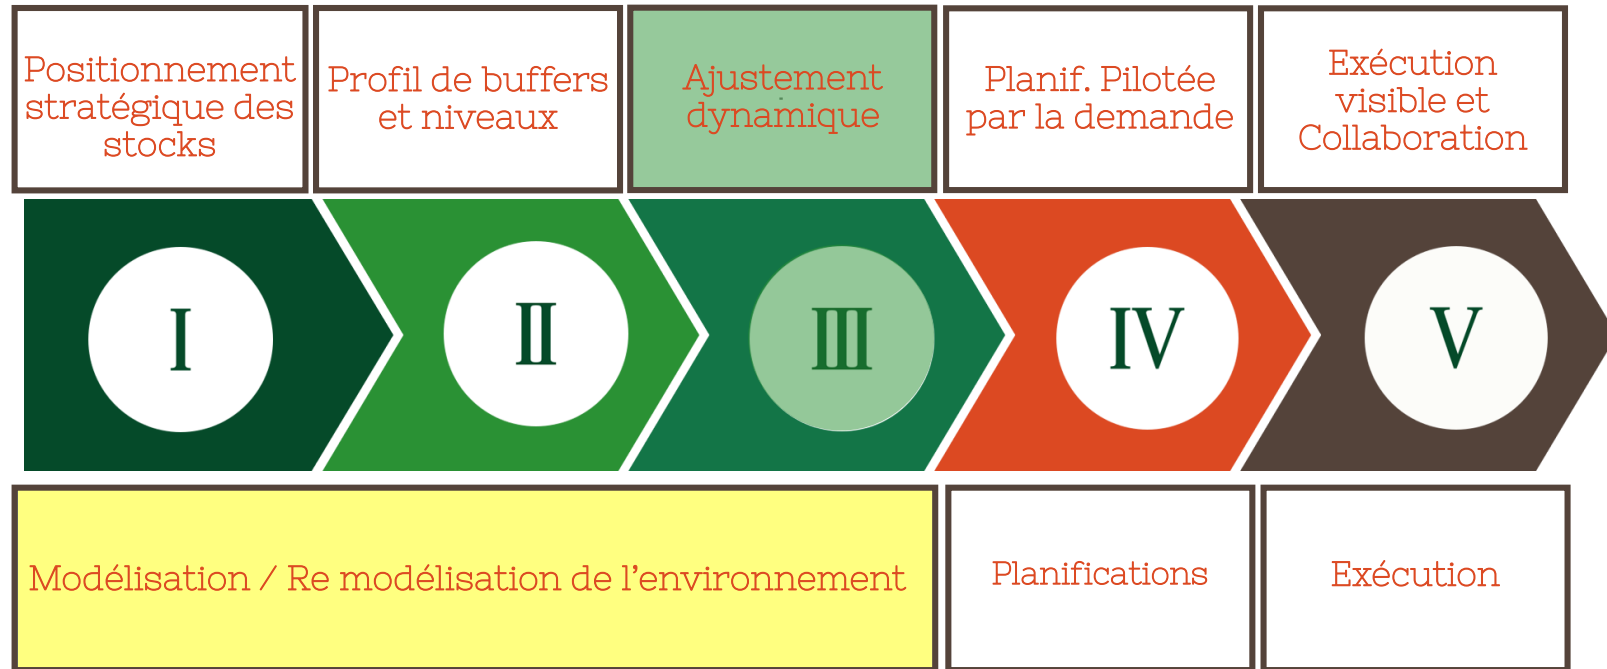 Positionnement
stratégique des
stocks
Profil de buffers
et niveaux
Ajustement
dynamique
Planif. Pilotée
par la demande
Exécution
visible et
Collaboration
I
II
III
IV
V
Modélisation / Re modélisation de l'environnement
Planifications
Exécution